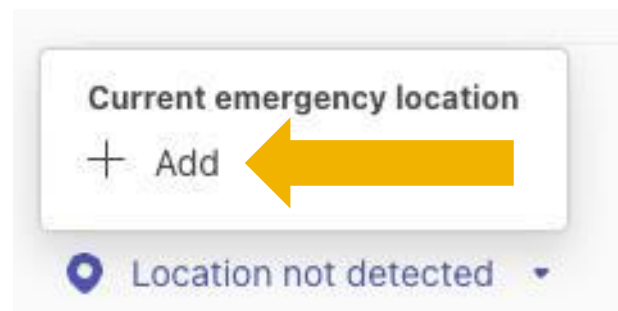 Current emergency location
+ Add
Location not detected